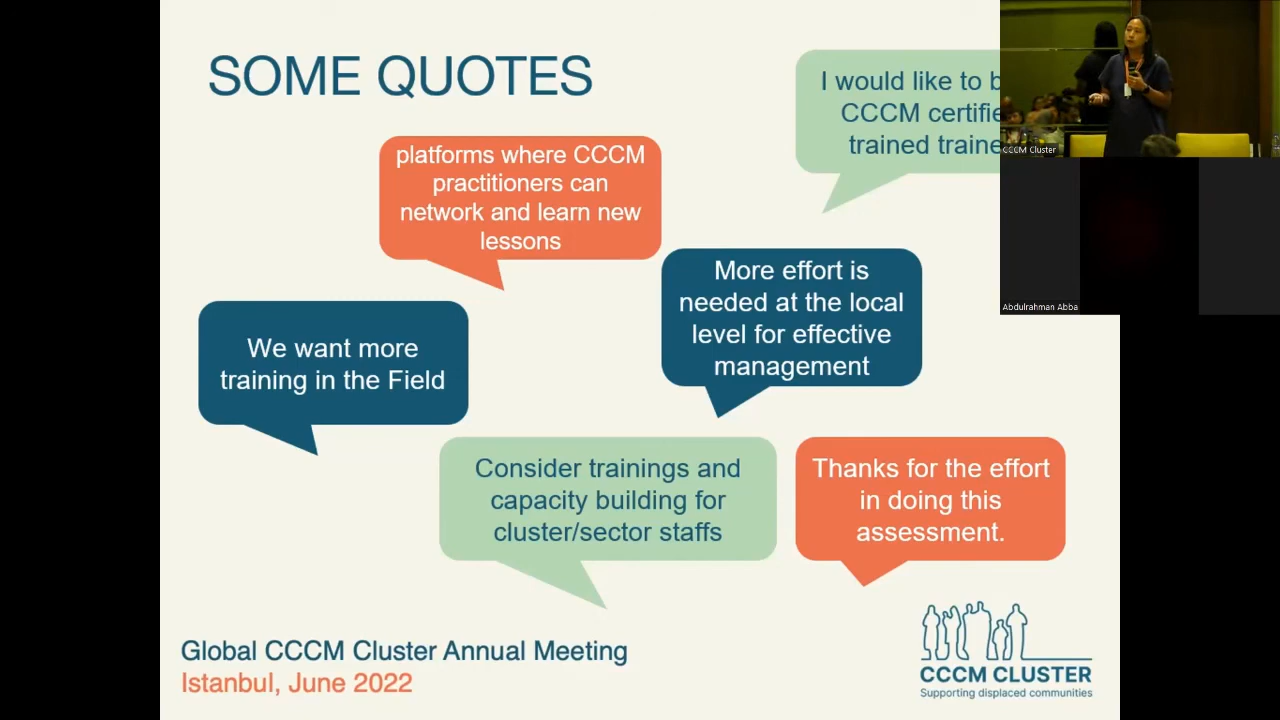 SOME QUOTES
I would like to b
CCCM certifie
trained traine
platforms where CCCM
practitioners can
network and learn new
lessons
More effort is
needed at the local
level for effective
management
We want more
training in the Field
Consider trainings and
capacity building for
cluster/sector staffs
Thanks for the effort
in doing this
assessment.
Global CCCM Cluster Annual Meeting
Istanbul, June 2022
CCCM CLUSTER
Supporting displaced communities
CCCM Cluster
Abdulrahman Abba